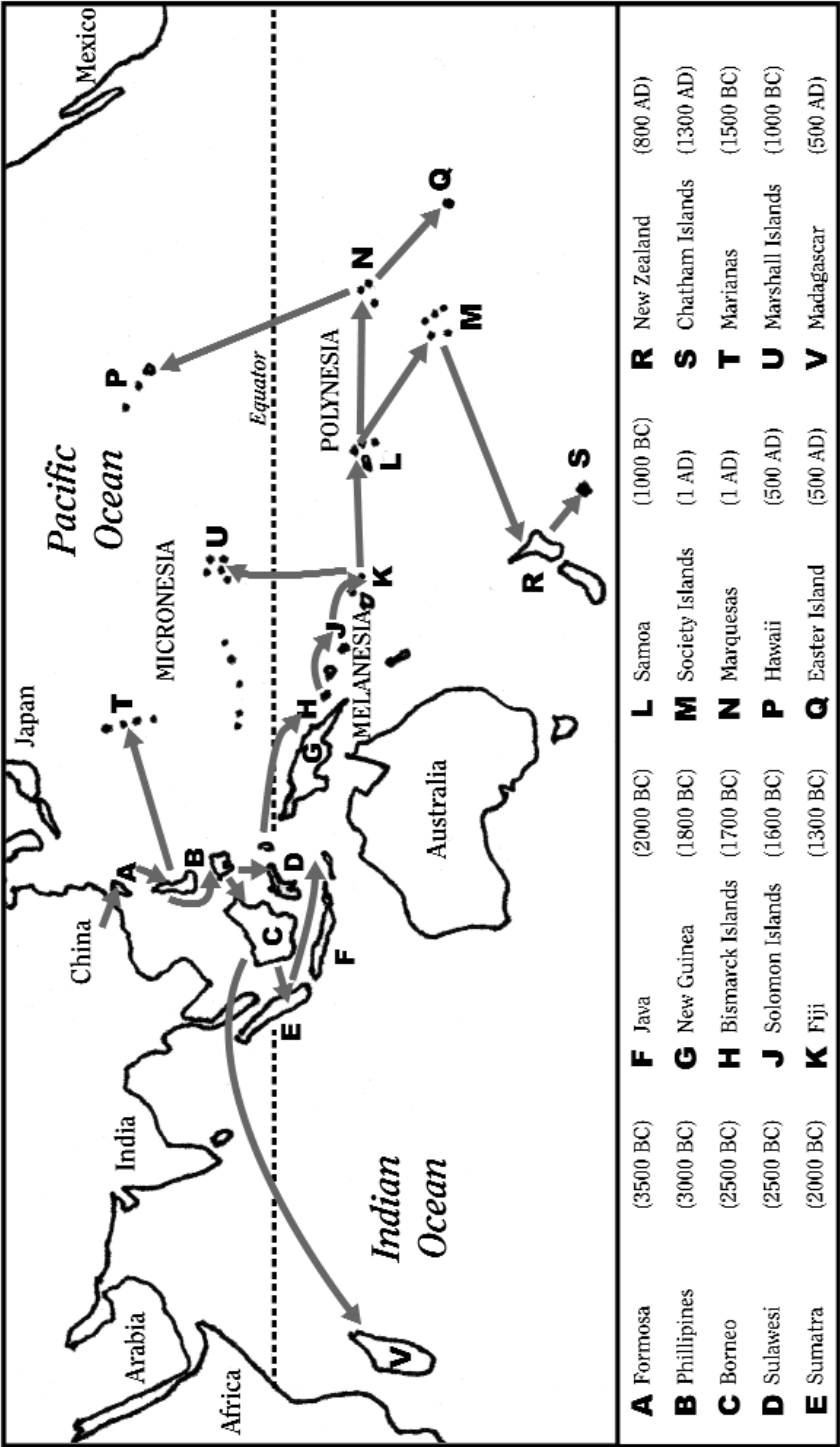 Mexico
Japan
Pacific
Ocean
China
Arabia
India
Africa
A
T
P
MICRONESIA
B
U
Equator
C
D
H
E
G
F
J
K
MELANESIA
POLYNESIA
L
N
Q
M
V
Indian
Ocean
Australia
R
S
A Formosa (3500 BC) F Java (2000 BC) L Samoa (1000 BC) R New Zealand (800 AD)
B Phillipines (3000 BC) G New Guinea (1800 BC) M Society Islands (1 AD) S Chatham Islands (1300 AD)
C Borneo (2500 BC) H Bismarck Islands (1700 BC) N Marquesas (1 AD) T Marianas (1500 BC)
D Sulawesi (2500 BC) J Solomon Islands (1600 BC) P Hawaii (500 AD) U Marshall Islands (1000 BC)
E Sumatra (2000 BC) K Fiji (1300 BC) Q Easter Island (500 AD) V Madagascar (500 AD)